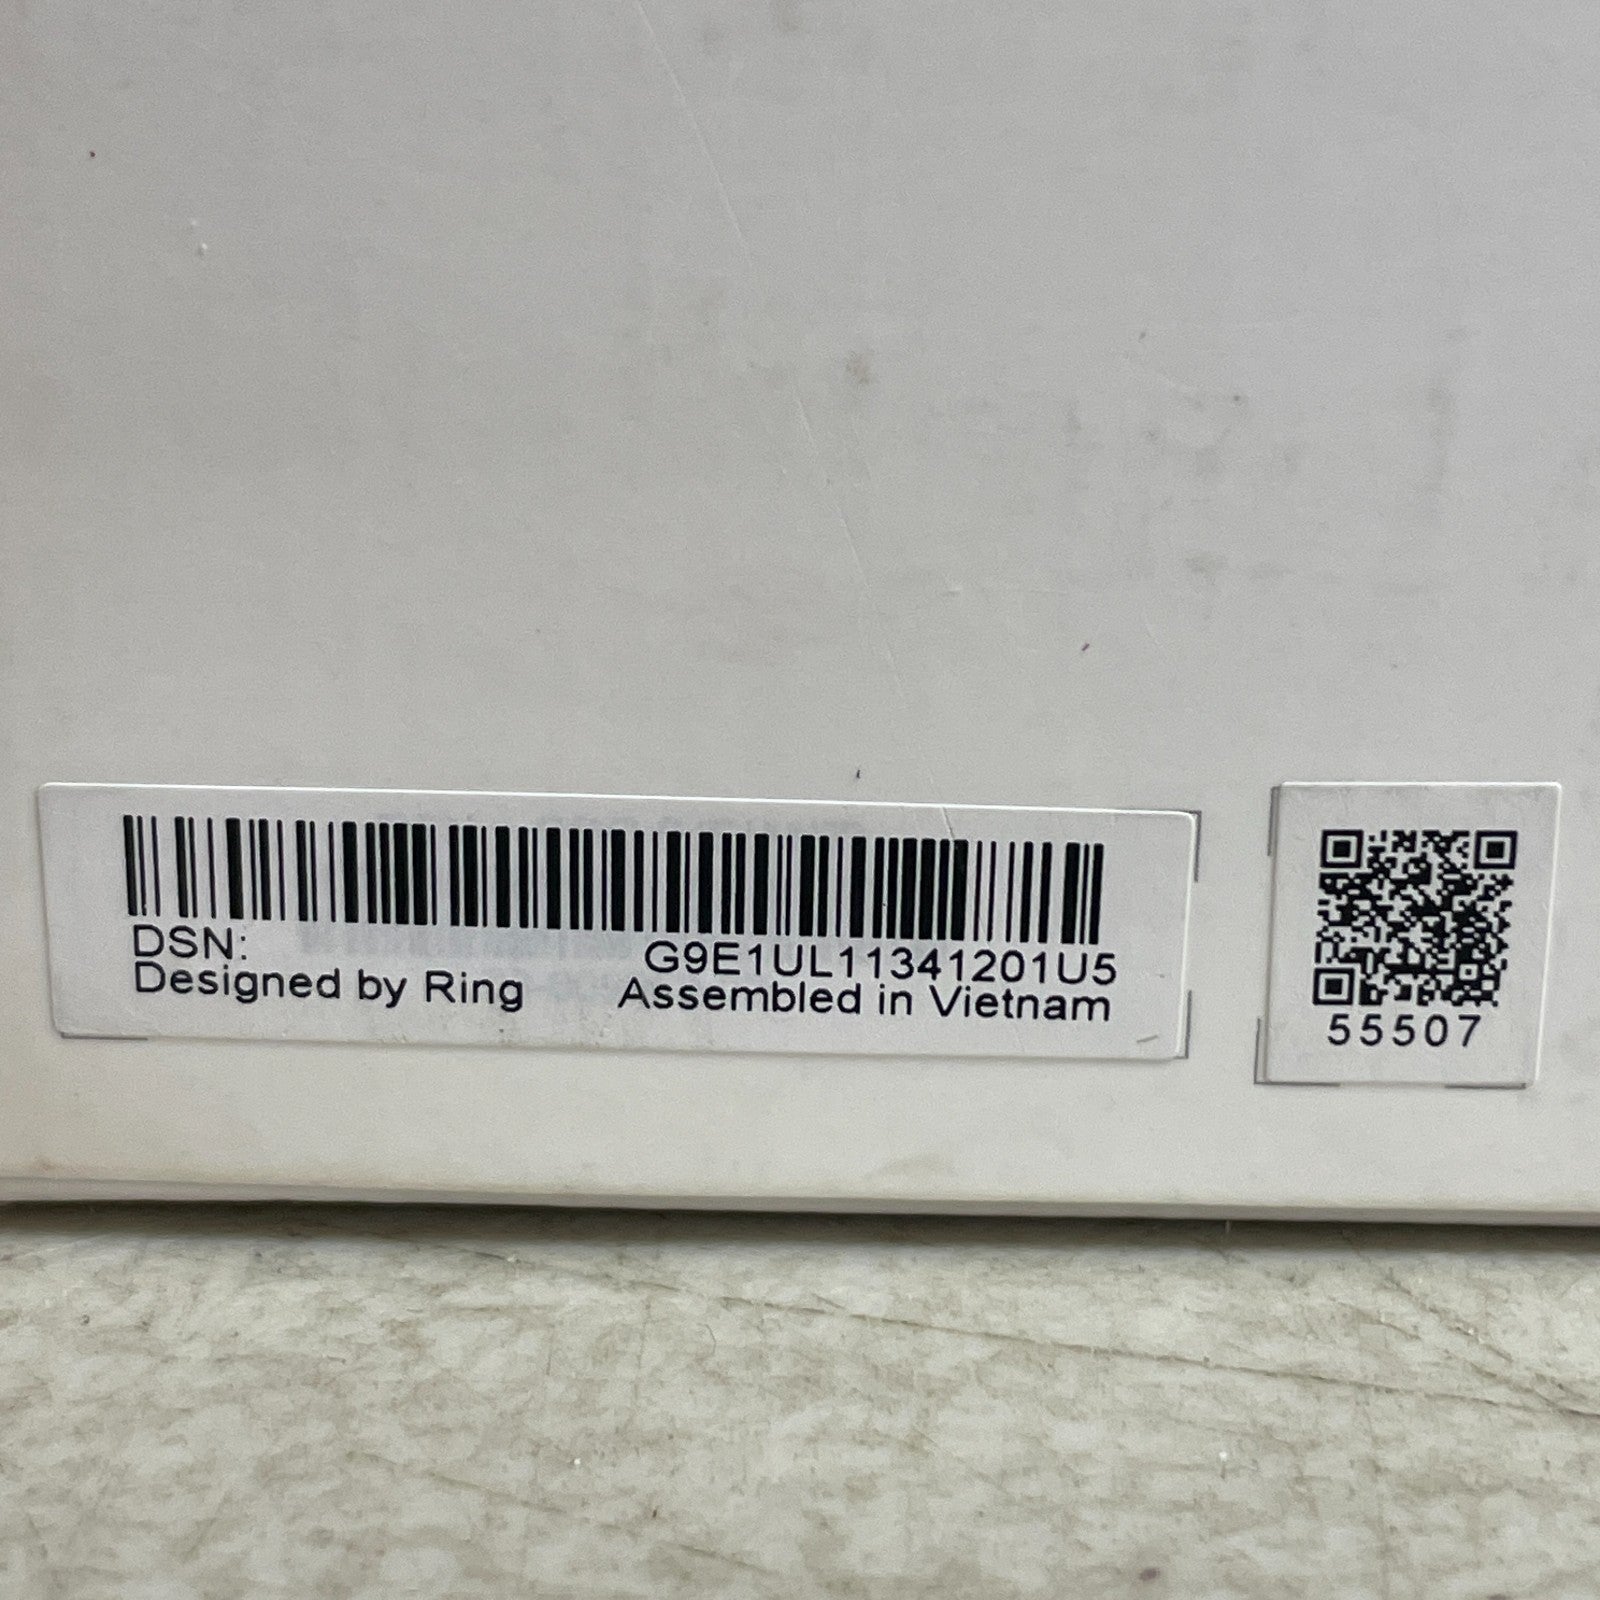 DSN: G9E1UL11341201U5
Designed by Ring Assembled in Vietnam
55507